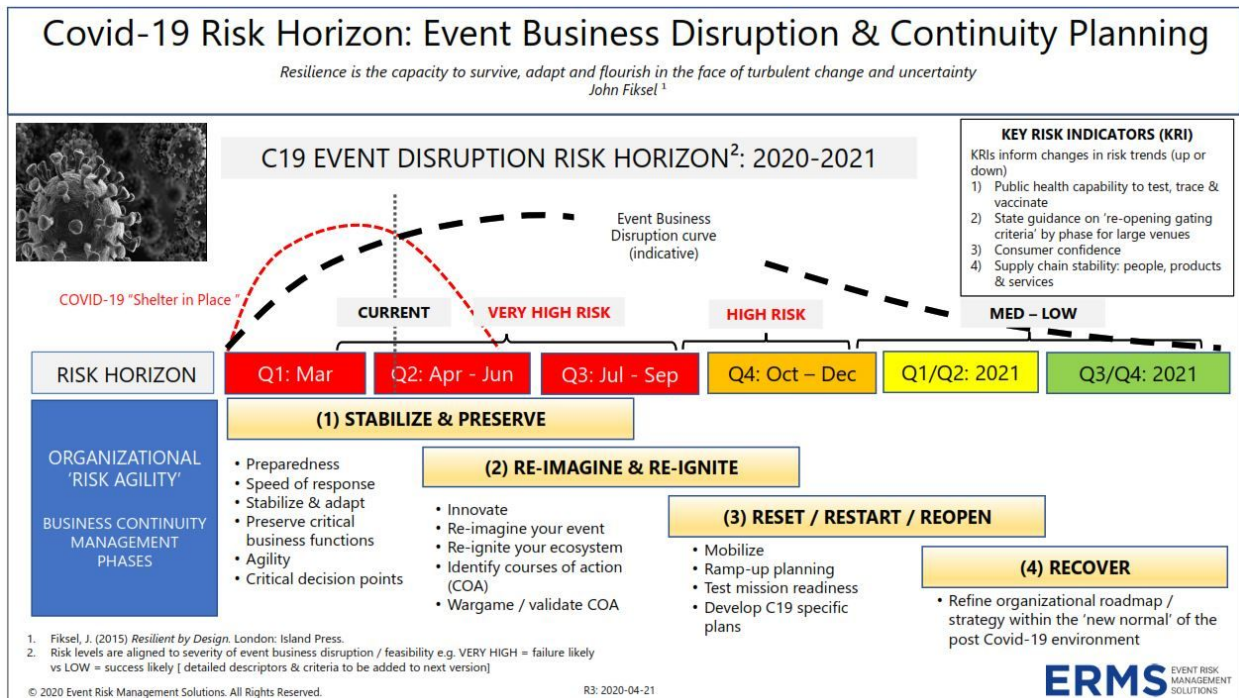 Covid-19 Risk Horizon: Event Business Disruption & Continuity Planning
Resilience is the capacity to survive, adapt and flourish in the face of turbulent change and uncertainty
John Fiksel ¹
C19 EVENT DISRUPTION RISK HORIZON²: 2020-2021
KEY RISK INDICATORS (KRI)
KRIs inform changes in risk trends (up or
down)
1) Public health capability to test, trace &
vaccinate
2) State guidance on ‘re-opening gating
criteria’ by phase for large venues
3) Consumer confidence
4) Supply chain stability: people, products
& services
Event Business
Disruption curve
(indicative)
COVID-19 “Shelter in Place ”
CURRENT
VERY HIGH RISK
HIGH RISK
MED – LOW
RISK HORIZON
Q1: Mar
Q2: Apr - Jun
Q3: Jul - Sep
Q4: Oct – Dec
Q1/Q2: 2021
Q3/Q4: 2021
ORGANIZATIONAL
‘RISK AGILITY’
BUSINESS CONTINUITY
MANAGEMENT
PHASES
(1) STABILIZE & PRESERVE
• Preparedness
• Speed of response
• Stabilize & adapt
• Preserve critical
business functions
• Agility
• Critical decision points
(2) RE-IMAGINE & RE-IGNITE
• Innovate
• Re-imagine your event
• Re-ignite your ecosystem
• Identify courses of action
(COA)
• Wargame / validate COA
(3) RESET / RESTART / REOPEN
• Mobilize
• Ramp-up planning
• Test mission readiness
• Develop C19 specific
plans
(4) RECOVER
• Refine organizational roadmap /
strategy within the ‘new normal’ of the
post Covid-19 environment
1. Fiksel, J. (2015) Resilient by Design. London: Island Press.
2. Risk levels are aligned to severity of event business disruption / feasibility e.g. VERY HIGH = failure likely
vs LOW = success likely [ detailed descriptors & criteria to be added to next version]
© 2020 Event Risk Management Solutions. All Rights Reserved.
R3: 2020-04-21
ERMS
EVENT RISK
MANAGEMENT
SOLUTIONS